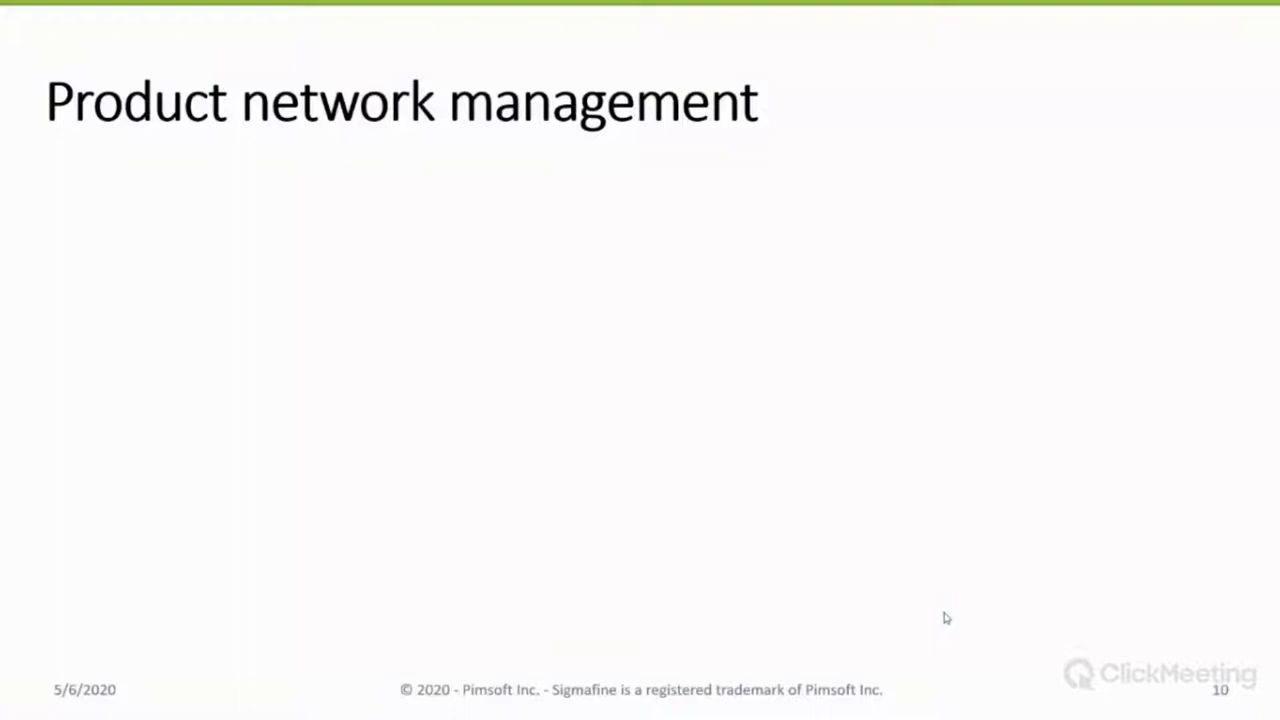 Product network management
5/6/2020
© 2020 - Pimsoft Inc. - Sigmafine is a registered trademark of Pimsoft Inc.
ClickMeeting
10